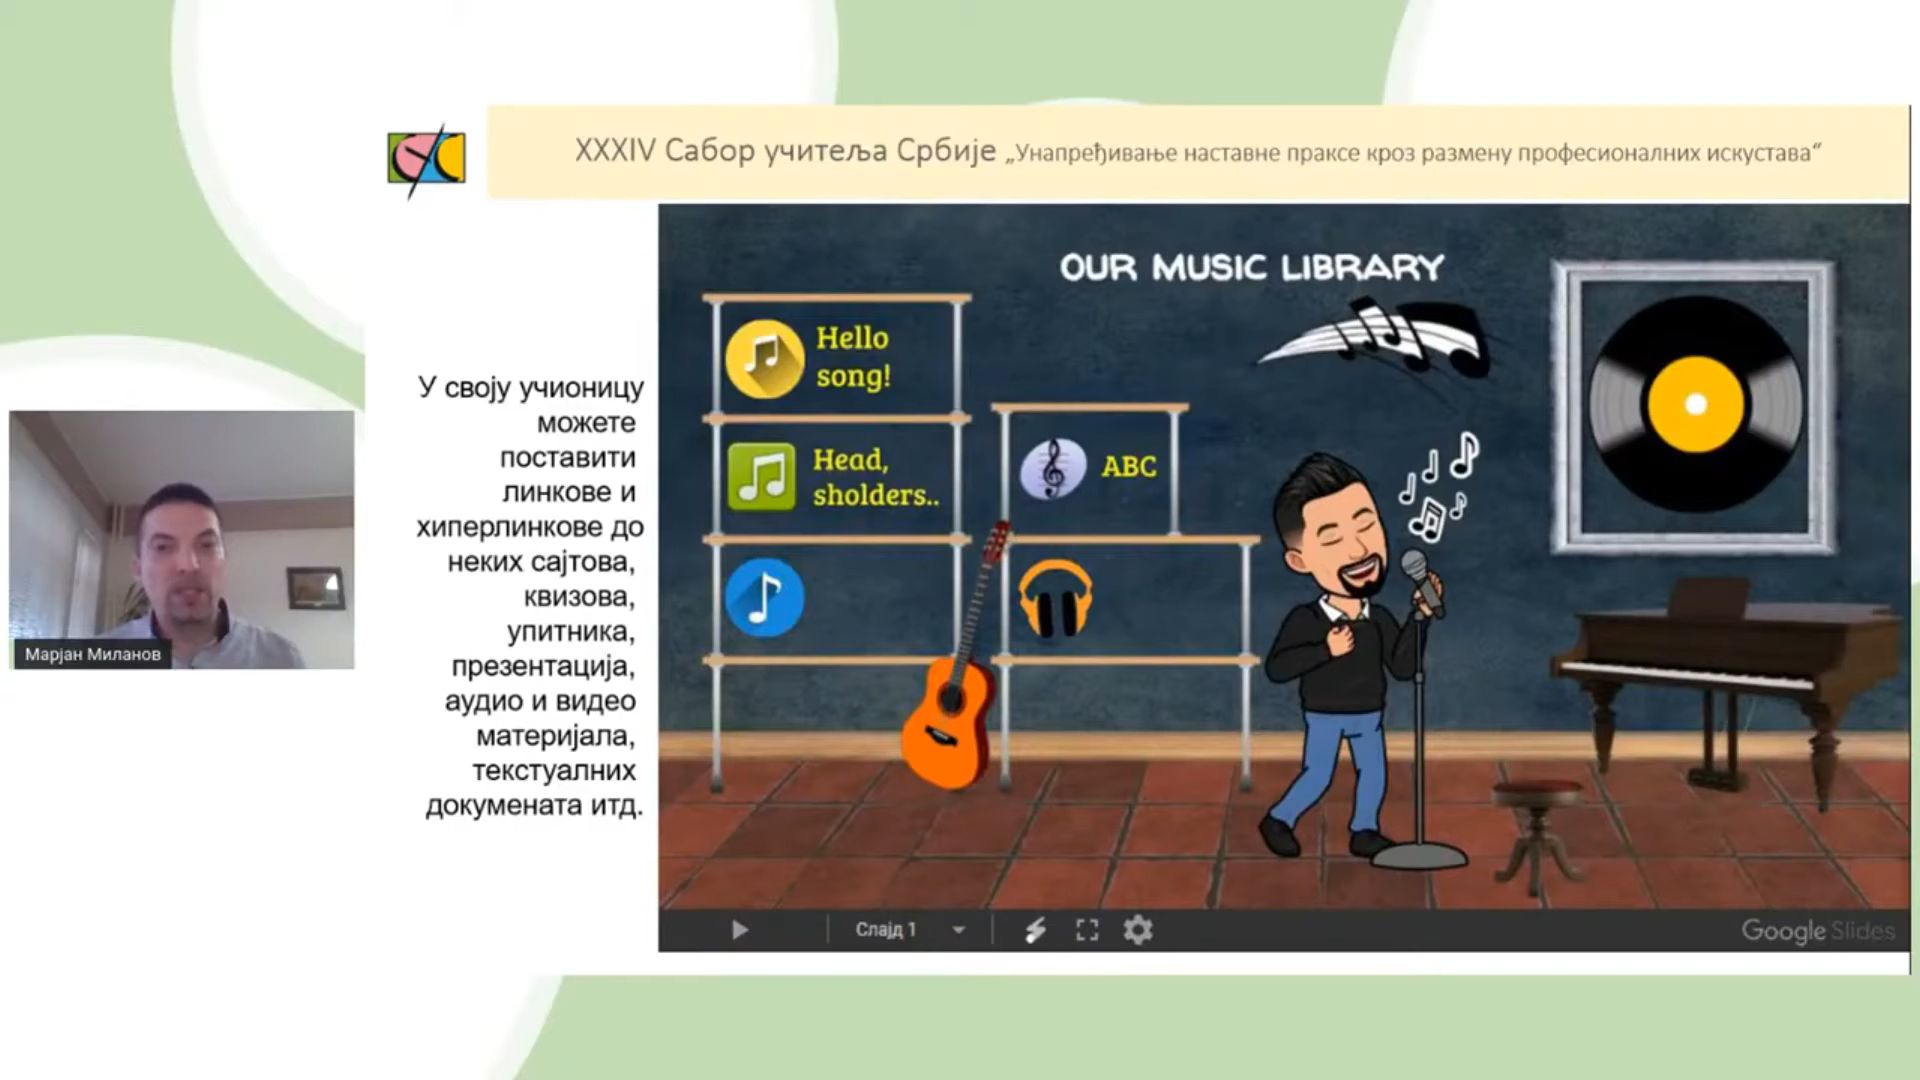 XXXIV Сабор учитеља Србије „Унапређивање наставне праксе кроз размену професионалних искустава“
У своју учионицу
можете
поставити
линкове и
хиперлинкове до
неких сајтова,
квизова,
упитника,
презентација,
аудио и видео
материјала,
текстуалних
докумената итд.
OUR MUSIC LIBRARY
Hello
song!
Head,
sholders..
ABC
Марјан Миланов
Слајд 1
Google Slides